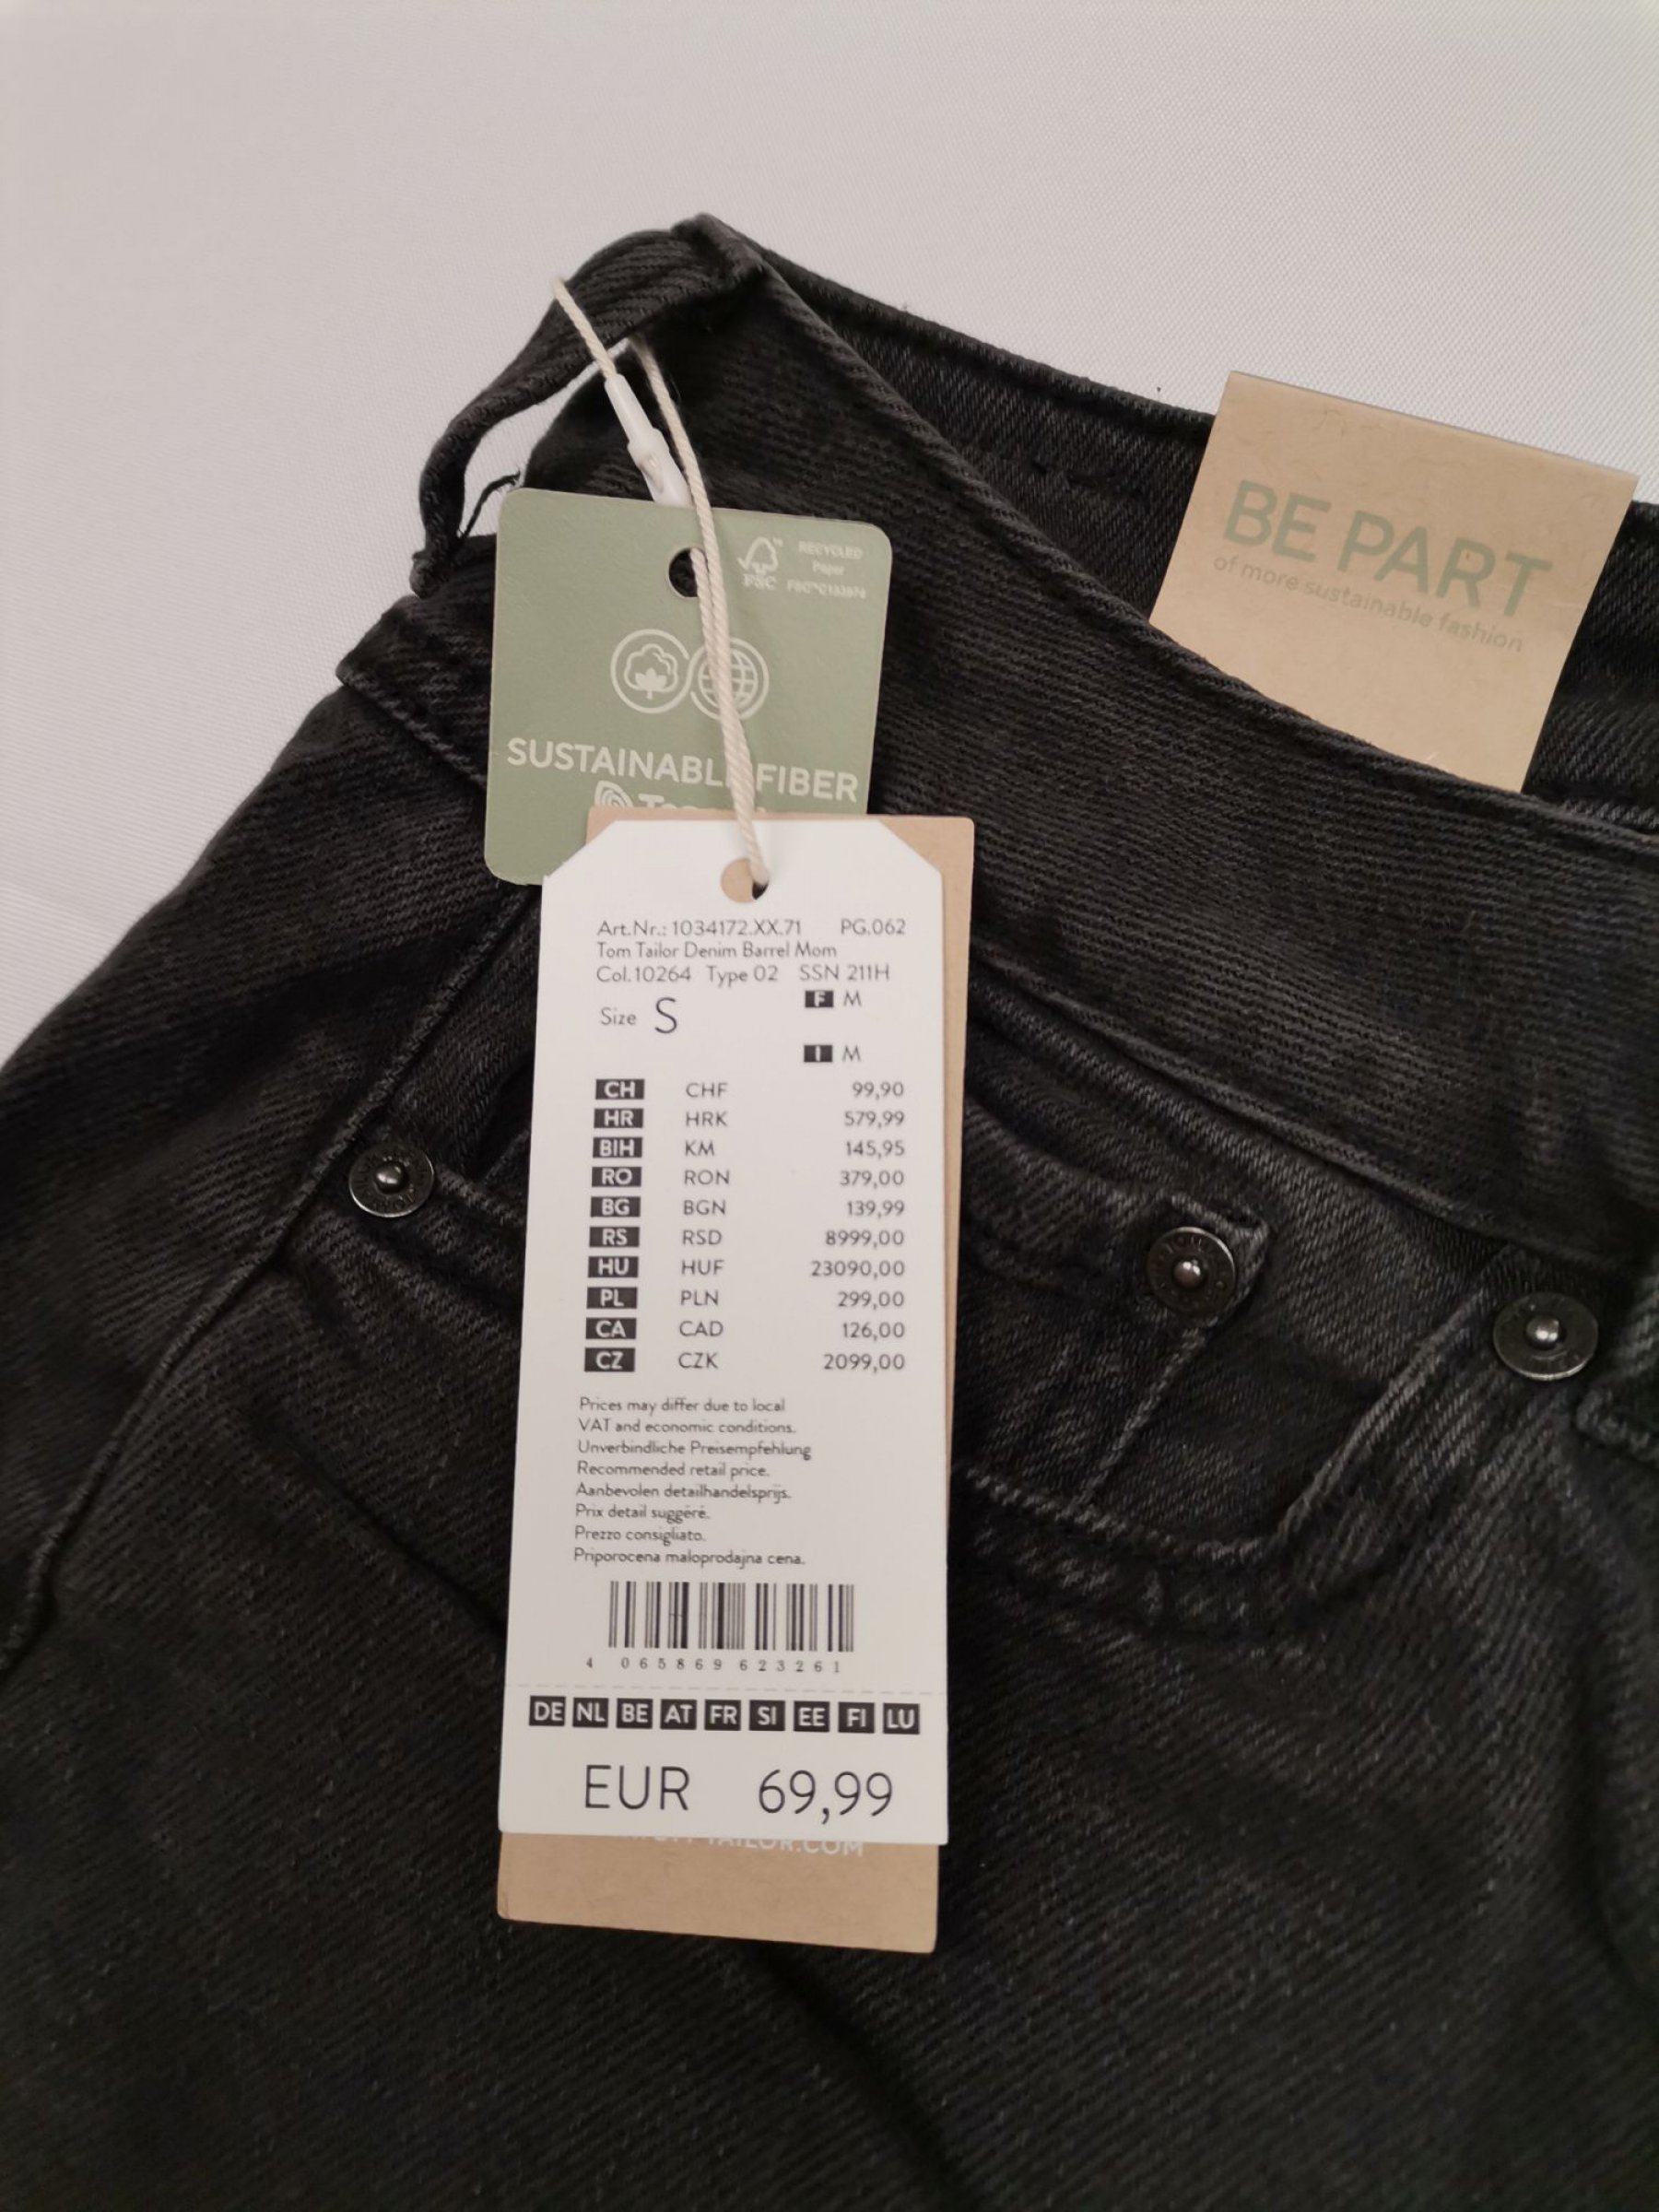 BE PART
of more sustainable fashion
FSC™
RECYCLED
Paper
FSC® C133974
SUSTAINABLE FIBER
Art.Nr.: 1034172.XX.71 PG.062
Tom Tailor Denim Barrel Mom
Col.10264 Type 02 SSN 211H
Size S F M
I M
CH CHF 99,90
HR HRK 579,99
BIH KM 145,95
RO RON 379,00
BG BGN 139,99
RS RSD 8999,00
HU HUF 23090,00
PL PLN 299,00
CA CAD 126,00
CZ CZK 2099,00
Prices may differ due to local
VAT and economic conditions.
Unverbindliche Preisempfehlung
Recommended retail price.
Aanbevolen detailhandelsprijs.
Prix detail suggéré.
Prezzo consigliato.
Priporocena maloprodajna cena.
4 065869 623261
DE NL BE AT FR SI EE FI LU
EUR 69,99